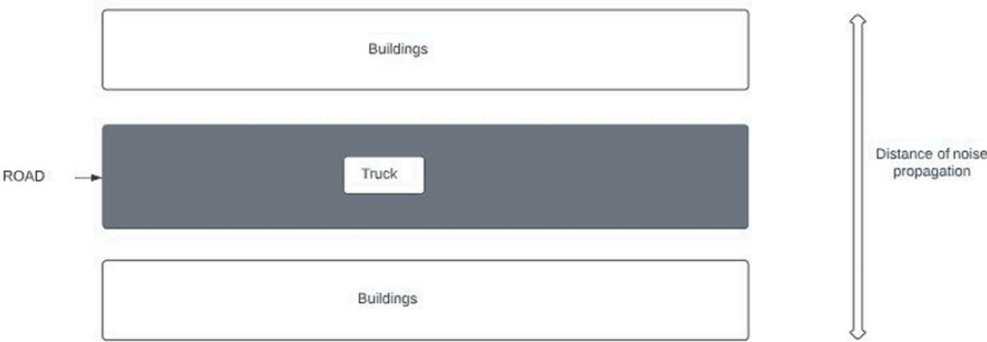 Buildings
ROAD
Truck
Distance of noise
propagation
Buildings